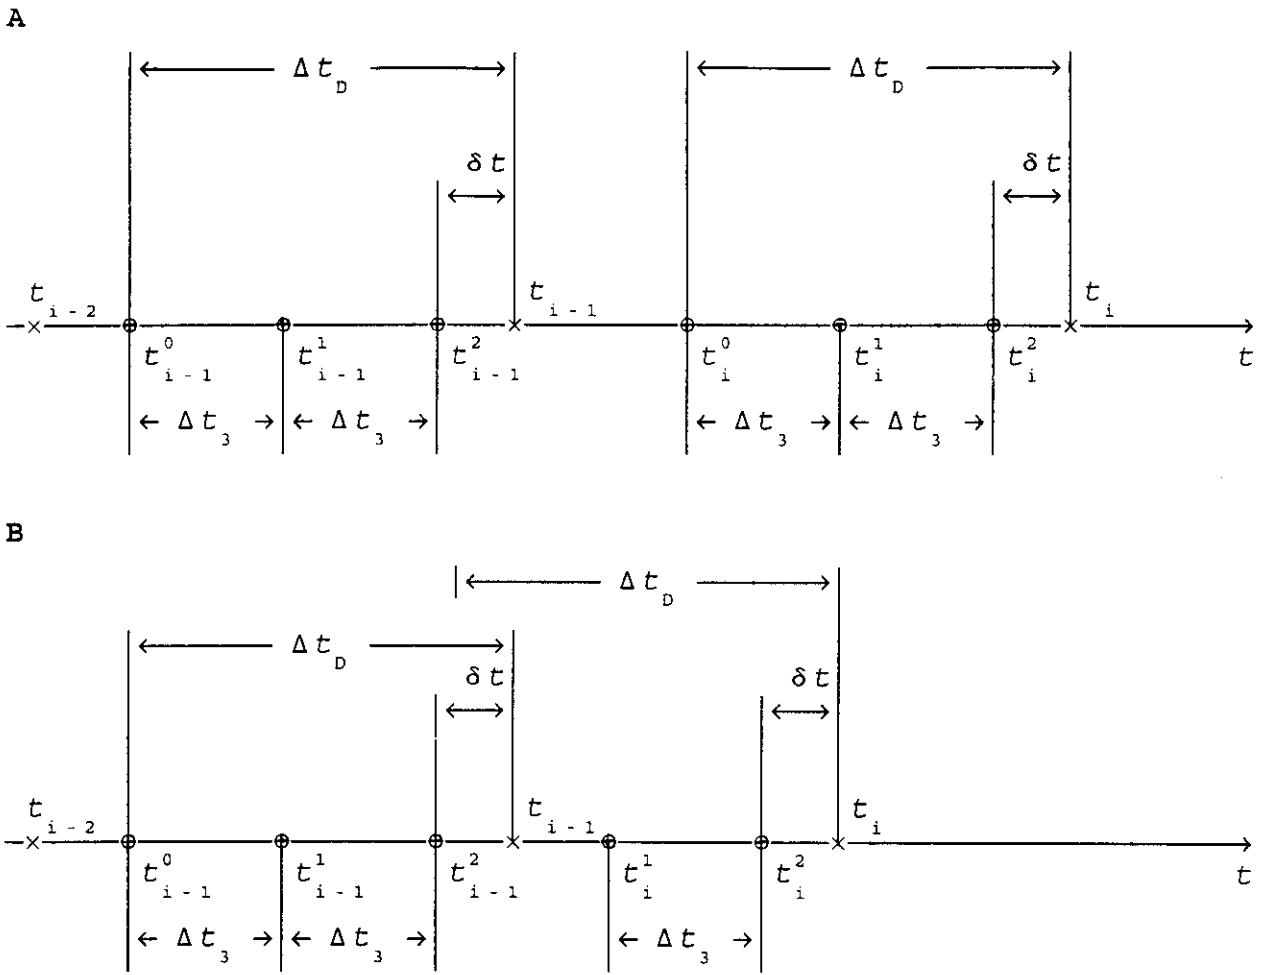 A
Δt_D Δt_D
δt δt
t_{i-2} t_{i-1} t_i
t^0_{i-1} t^1_{i-1} t^2_{i-1} t^0_i t^1_i t^2_i t
← Δt_3 → ← Δt_3 → ← Δt_3 → ← Δt_3 →
B
Δt_D
Δt_D
δt δt
t_{i-2} t_{i-1} t_i
t^0_{i-1} t^1_{i-1} t^2_{i-1} t^1_i t^2_i t
← Δt_3 → ← Δt_3 → ← Δt_3 →